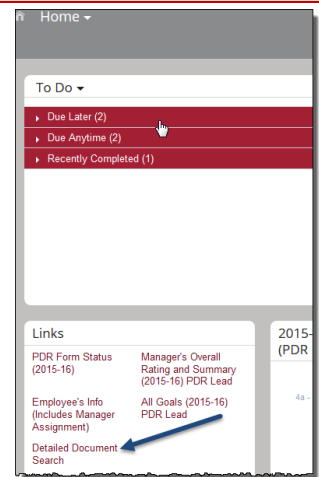 Home
To Do
Due Later (2)
Due Anytime (2)
Recently Completed (1)
Links
PDR Form Status
(2015-16)
Manager's Overall
Rating and Summary
(2015-16) PDR Lead
Employee's Info
(Includes Manager
Assignment)
All Goals (2015-16)
PDR Lead
Detailed Document
Search
2015-
(PDR
4a -